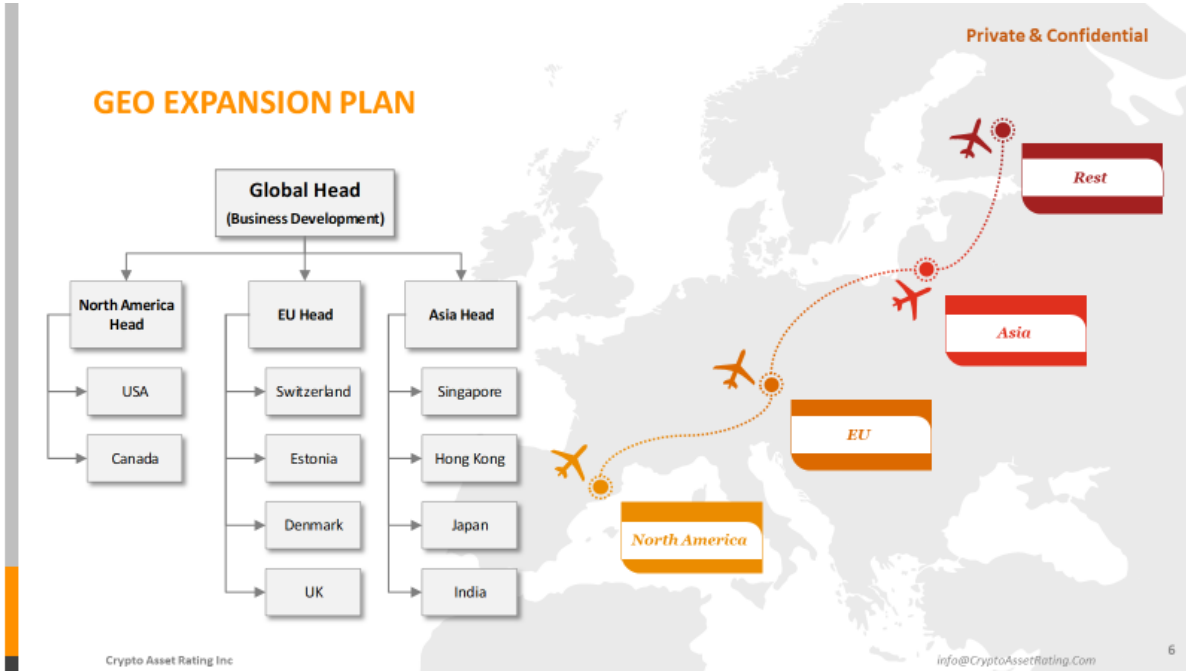 Private & Confidential
GEO EXPANSION PLAN
Global Head
(Business Development)
North America
Head
EU Head
Asia Head
USA
Switzerland
Singapore
Canada
Estonia
Hong Kong
Denmark
Japan
UK
India
Rest
Asia
EU
North America
Crypto Asset Rating Inc
info@CryptoAssetRating.Com
6